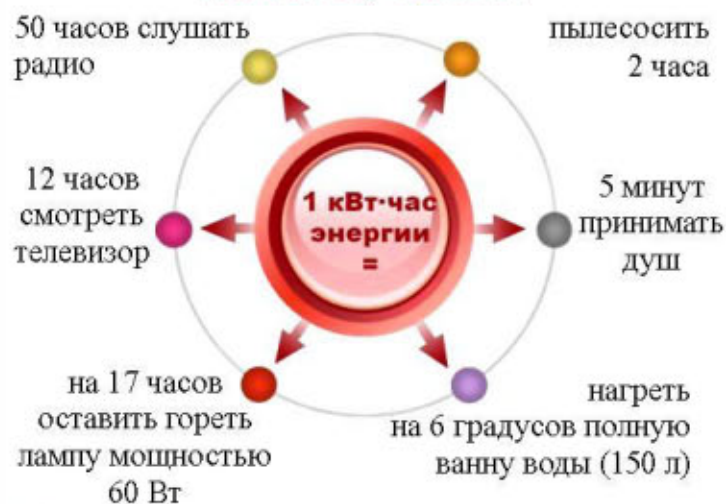 50 часов слушать
радио
пылесосить
2 часа
12 часов
смотреть
телевизор
1 кВт·час
энергии
=
5 минут
принимать
душ
на 17 часов
оставить гореть
лампу мощностью
60 Вт
нагреть
на 6 градусов полную
ванну воды (150 л)